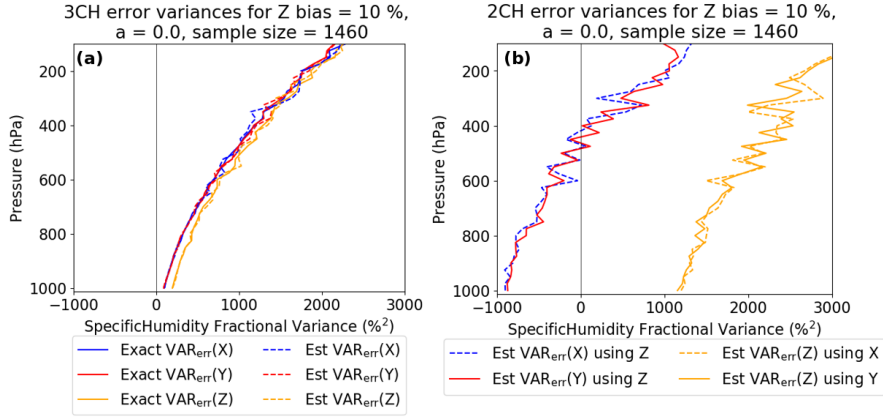 3CH error variances for Z bias = 10 %,
a = 0.0, sample size = 1460
(a)
Pressure (hPa)
200
400
600
800
1000
−1000
0
1000
2000
3000
SpecificHumidity Fractional Variance (%²)
Exact VARerr(X)
Exact VARerr(Y)
Exact VARerr(Z)
Est VARerr(X)
Est VARerr(Y)
Est VARerr(Z)
2CH error variances for Z bias = 10 %,
a = 0.0, sample size = 1460
(b)
Pressure (hPa)
200
400
600
800
1000
−1000
0
1000
2000
3000
SpecificHumidity Fractional Variance (%²)
Est VARerr(X) using Z
Est VARerr(Y) using Z
Est VARerr(Z) using X
Est VARerr(Z) using Y